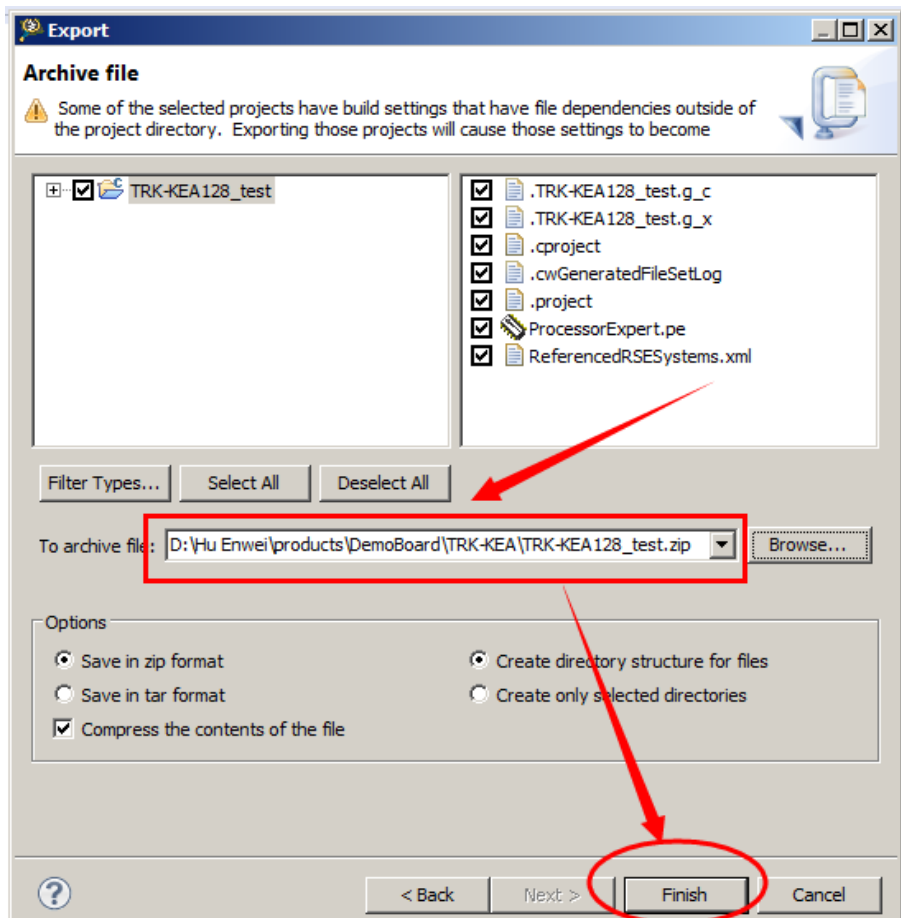 Export
Archive file
Some of the selected projects have build settings that have file dependencies outside of
the project directory. Exporting those projects will cause those settings to become
TRK-KEA128_test
.TRK-KEA128_test.g_c
.TRK-KEA128_test.g_x
.cproject
.cwGeneratedFileSetLog
.project
ProcessorExpert.pe
ReferencedRSESystems.xml
Filter Types... Select All Deselect All
To archive file: D:\Hu Enwei\products\DemoBoard\TRK-KEA\TRK-KEA128_test.zip Browse...
Options
Save in zip format Create directory structure for files
Save in tar format Create only selected directories
Compress the contents of the file
? < Back Next > Finish Cancel